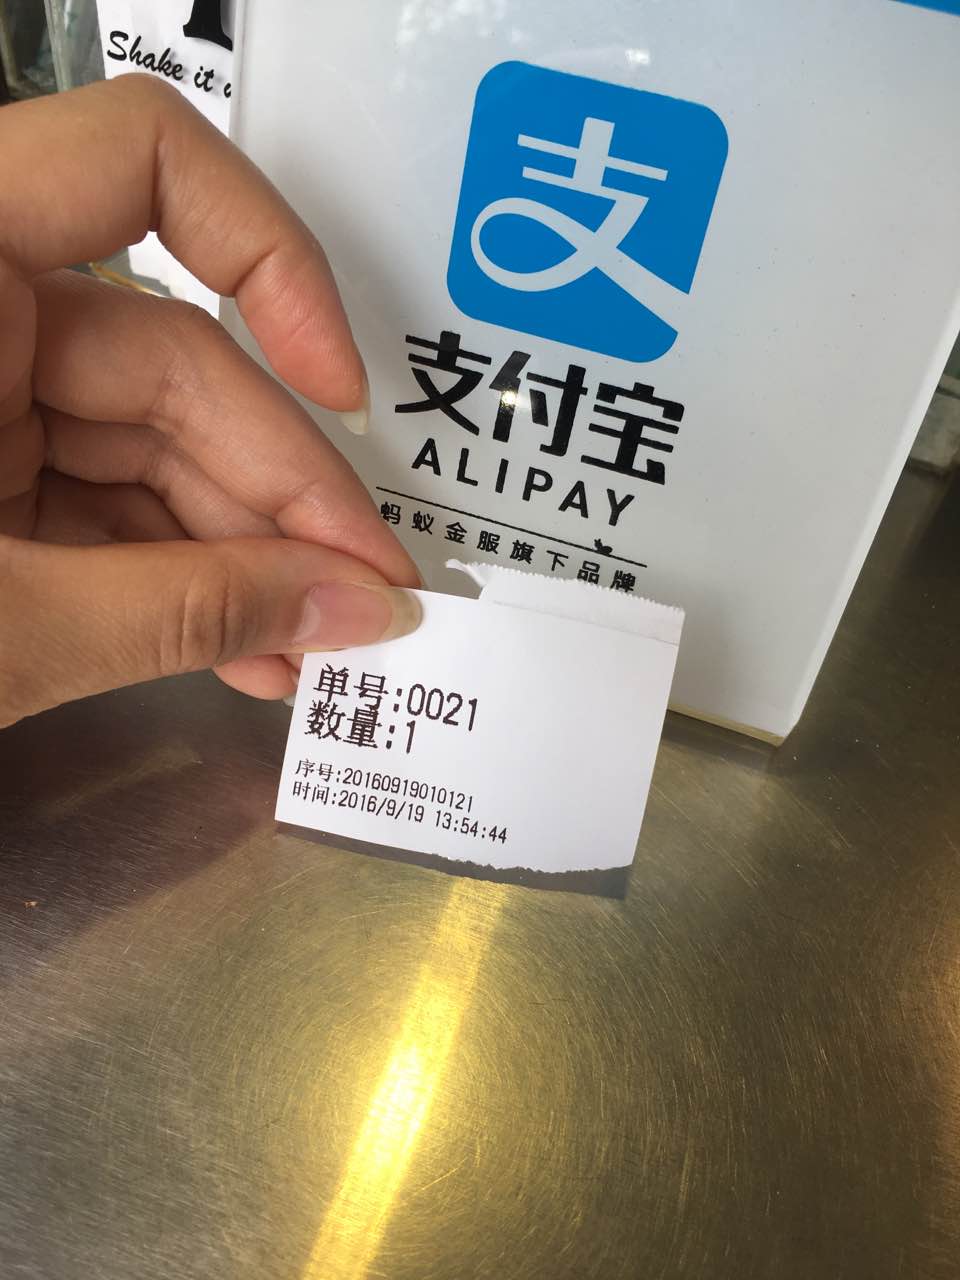 Shake it
支
支付宝
ALIPAY
蚂蚁金服旗下品牌
单号:0021
数量:1
序号:20160919010121
时间:2016/9/19 13:54:44